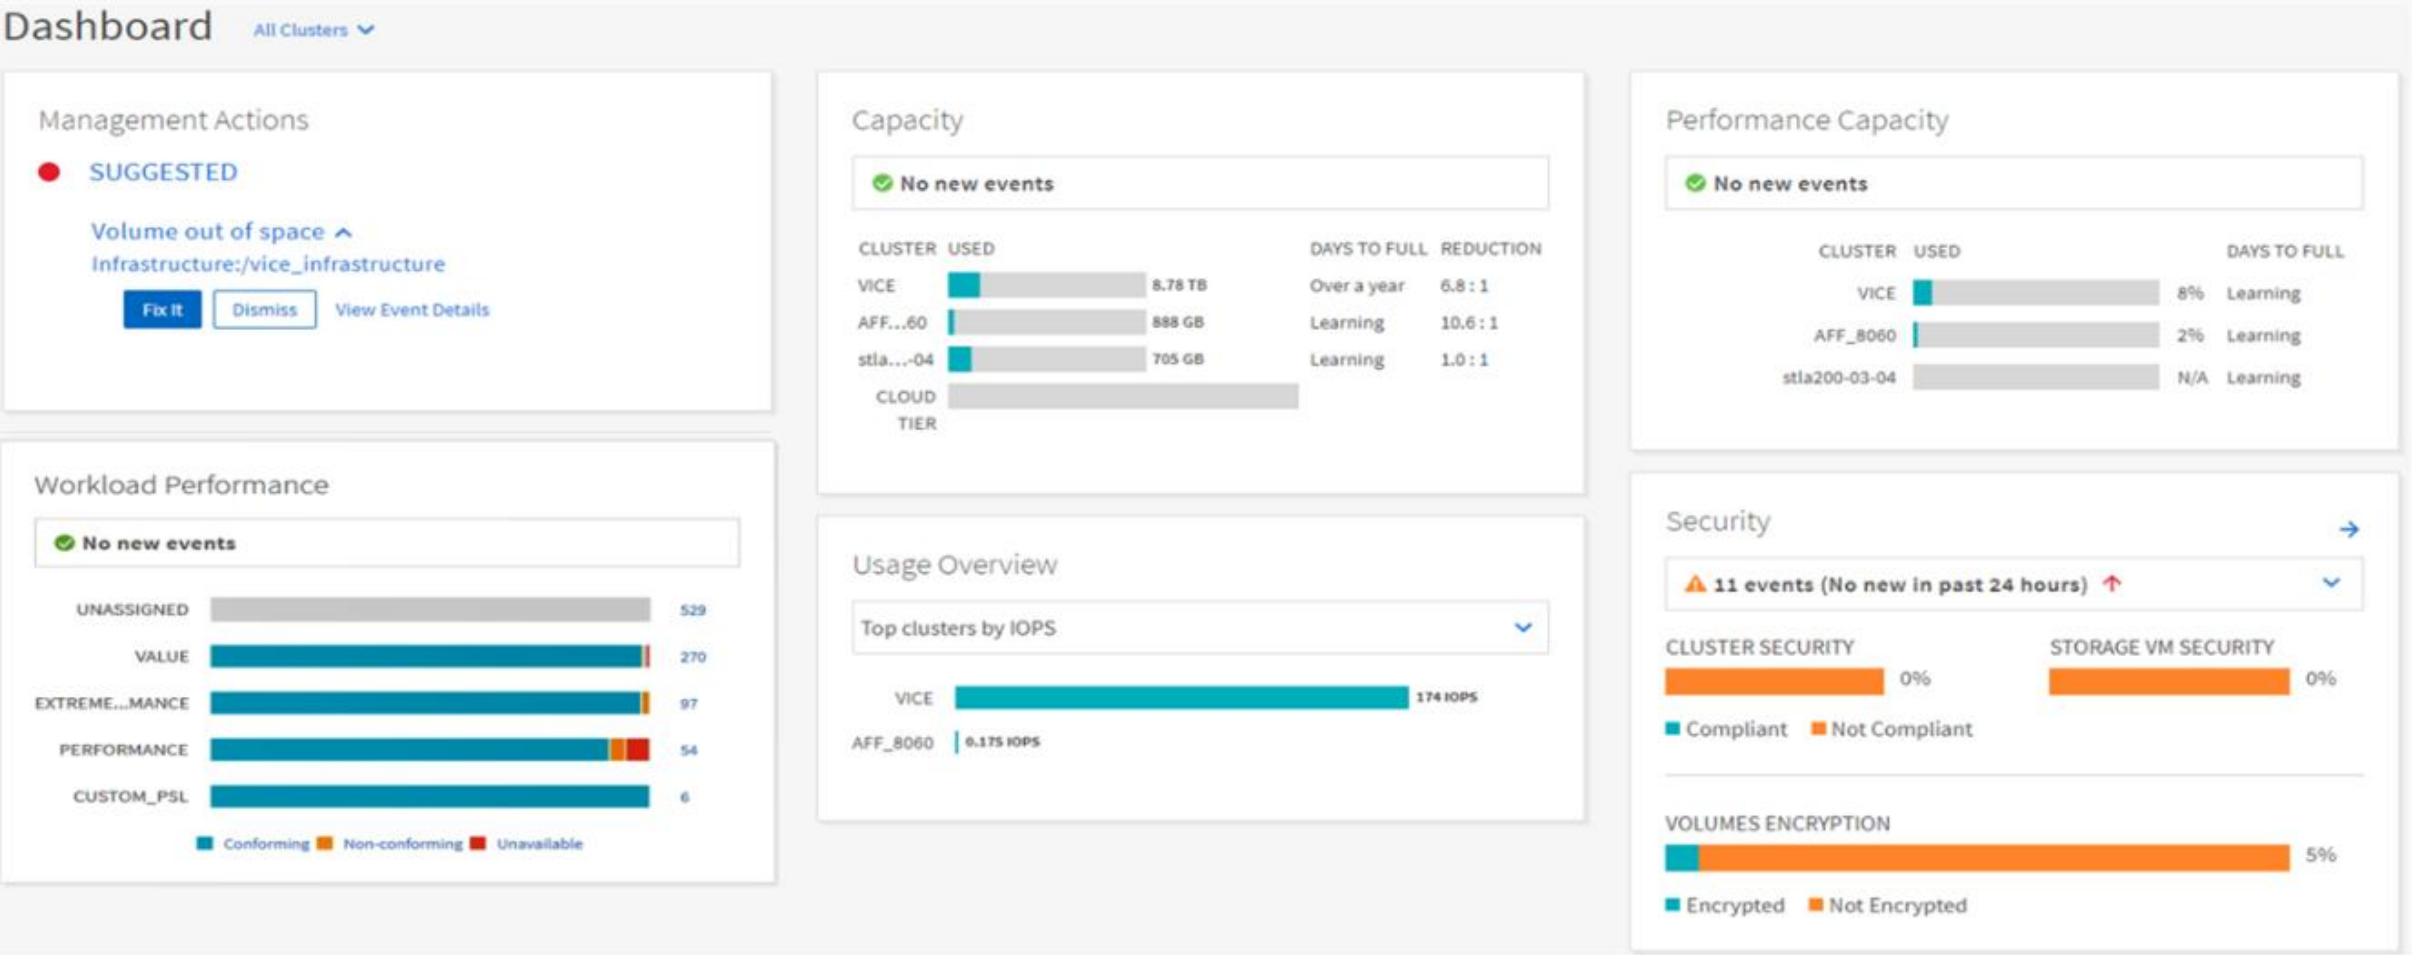 Dashboard All Clusters
Management Actions
SUGGESTED
Volume out of space
Infrastructure:/vice_infrastructure
Fix It Dismiss View Event Details
Workload Performance
No new events
UNASSIGNED 529
VALUE 270
EXTREME...MANCE 97
PERFORMANCE 54
CUSTOM_PSL 6
Conforming Non-conforming Unavailable
Capacity
No new events
CLUSTER USED DAYS TO FULL REDUCTION
VICE 8.78 TB Over a year 6.8 : 1
AFF...60 888 GB Learning 10.6 : 1
stla...-04 705 GB Learning 1.0 : 1
CLOUD
TIER
Usage Overview
Top clusters by IOPS
VICE 174 IOPS
AFF_8060 0.175 IOPS
Performance Capacity
No new events
CLUSTER USED DAYS TO FULL
VICE 8% Learning
AFF_8060 2% Learning
stla200-03-04 N/A Learning
Security
11 events (No new in past 24 hours)
CLUSTER SECURITY STORAGE VM SECURITY
0% 0%
Compliant Not Compliant
VOLUMES ENCRYPTION
5%
Encrypted Not Encrypted